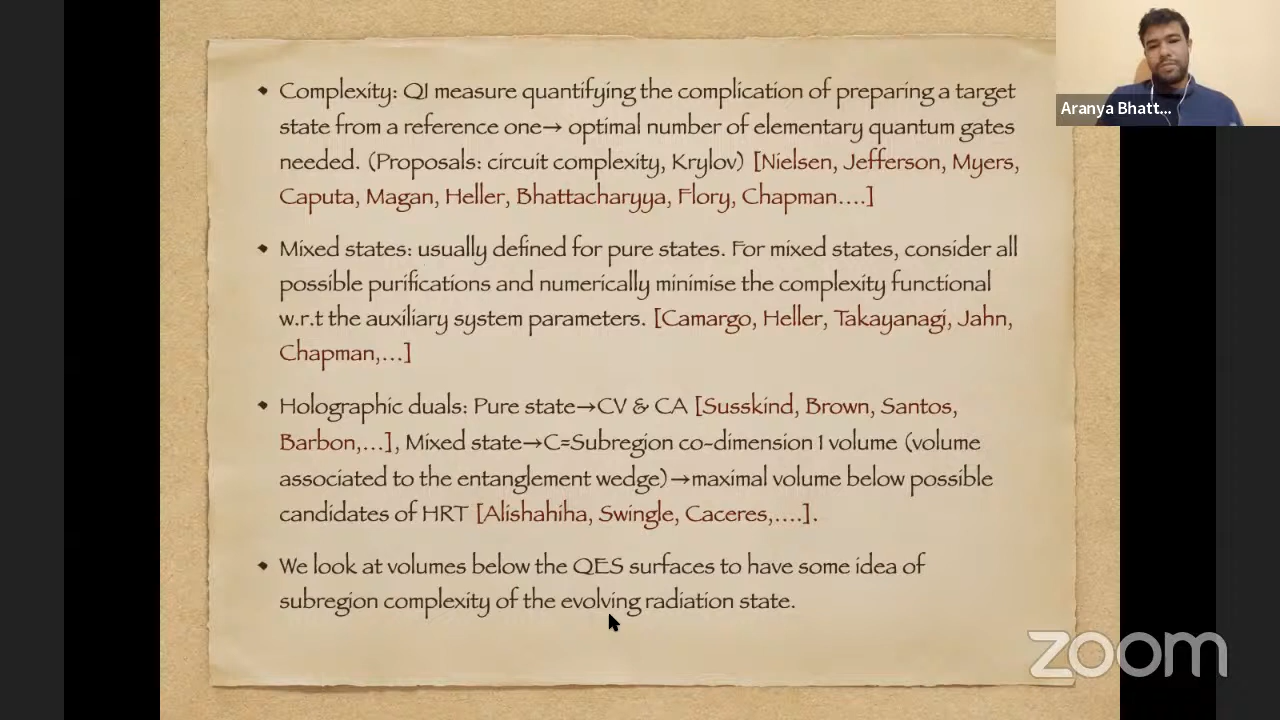 • Complexity: QI measure quantifying the complication of preparing a target
state from a reference one→ optimal number of elementary quantum gates
needed. (Proposals: circuit complexity, Krylov) [Nielsen, Jefferson, Myers,
Caputa, Magan, Heller, Bhattacharyya, Flory, Chapman....]
• Mixed states: usually defined for pure states. For mixed states, consider all
possible purifications and numerically minimise the complexity functional
w.r.t the auxiliary system parameters. [Camargo, Heller, Takayanagi, Jahn,
Chapman,...]
• Holographic duals: Pure state→CV & CA [Susskind, Brown, Santos,
Barbon,...], Mixed state→C=Subregion co-dimension 1 volume (volume
associated to the entanglement wedge)→maximal volume below possible
candidates of HRT [Alishahiha, Swingle, Caceres,....].
• We look at volumes below the QES surfaces to have some idea of
subregion complexity of the evolving radiation state.
Aranya Bhatt...
zoom